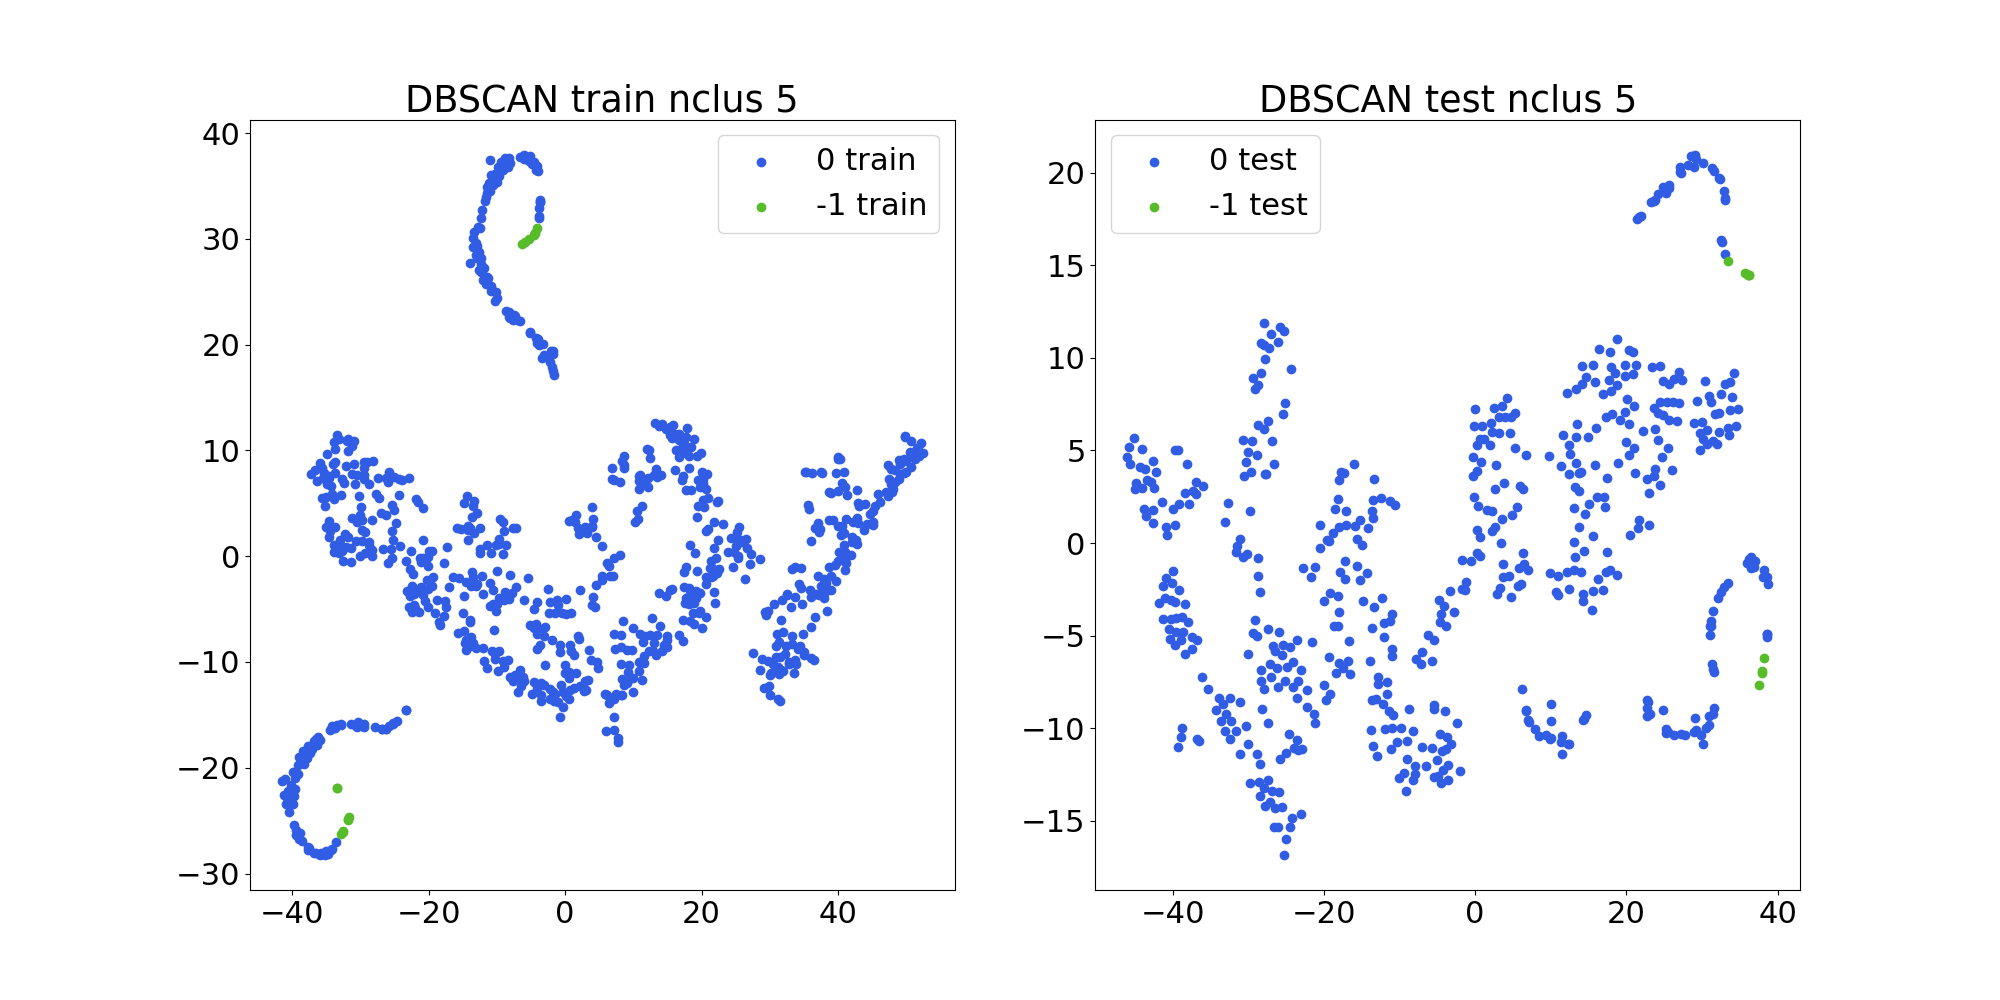 DBSCAN train nclus 5
0 train
-1 train
40
30
20
10
0
−10
−20
−30
−40 −20 0 20 40
DBSCAN test nclus 5
0 test
-1 test
20
15
10
5
0
−5
−10
−15
−40 −20 0 20 40